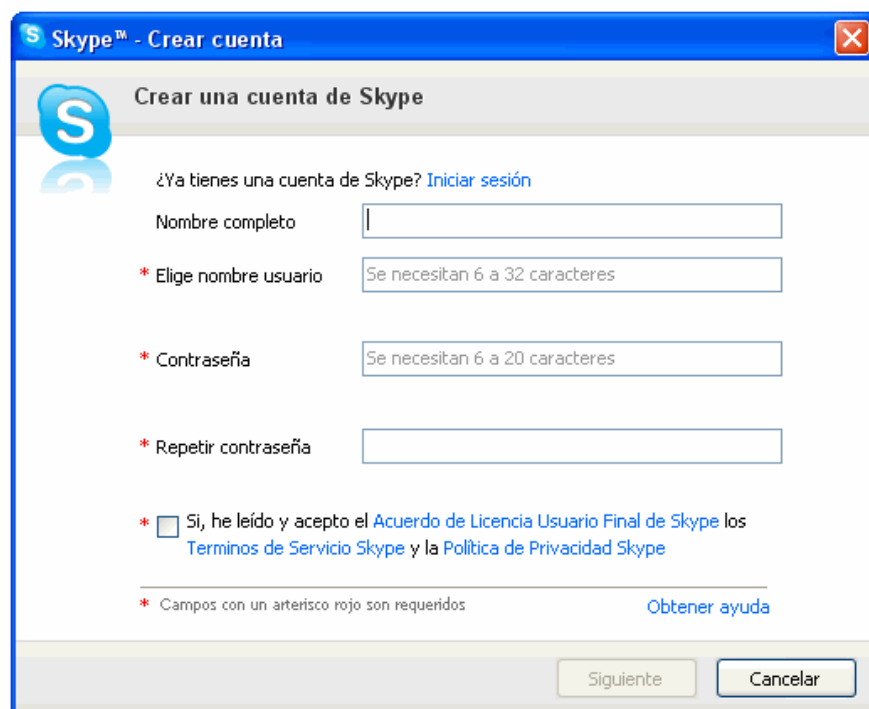 Skype™ - Crear cuenta
Crear una cuenta de Skype
¿Ya tienes una cuenta de Skype? Iniciar sesión
Nombre completo
* Elige nombre usuario Se necesitan 6 a 32 caracteres
* Contraseña Se necesitan 6 a 20 caracteres
* Repetir contraseña
* Si, he leído y acepto el Acuerdo de Licencia Usuario Final de Skype los
Terminos de Servicio Skype y la Política de Privacidad Skype
* Campos con un arterisco rojo son requeridos Obtener ayuda
Siguiente Cancelar